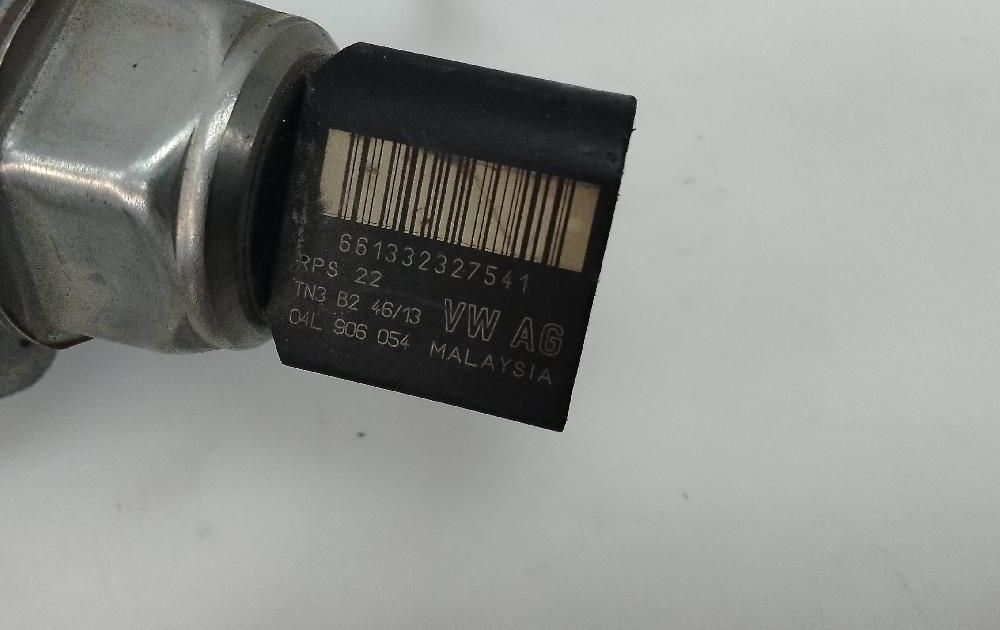 661332327541
RPS 22
TN3 B2 46/13 VW AG
04L 906 054 MALAYSIA